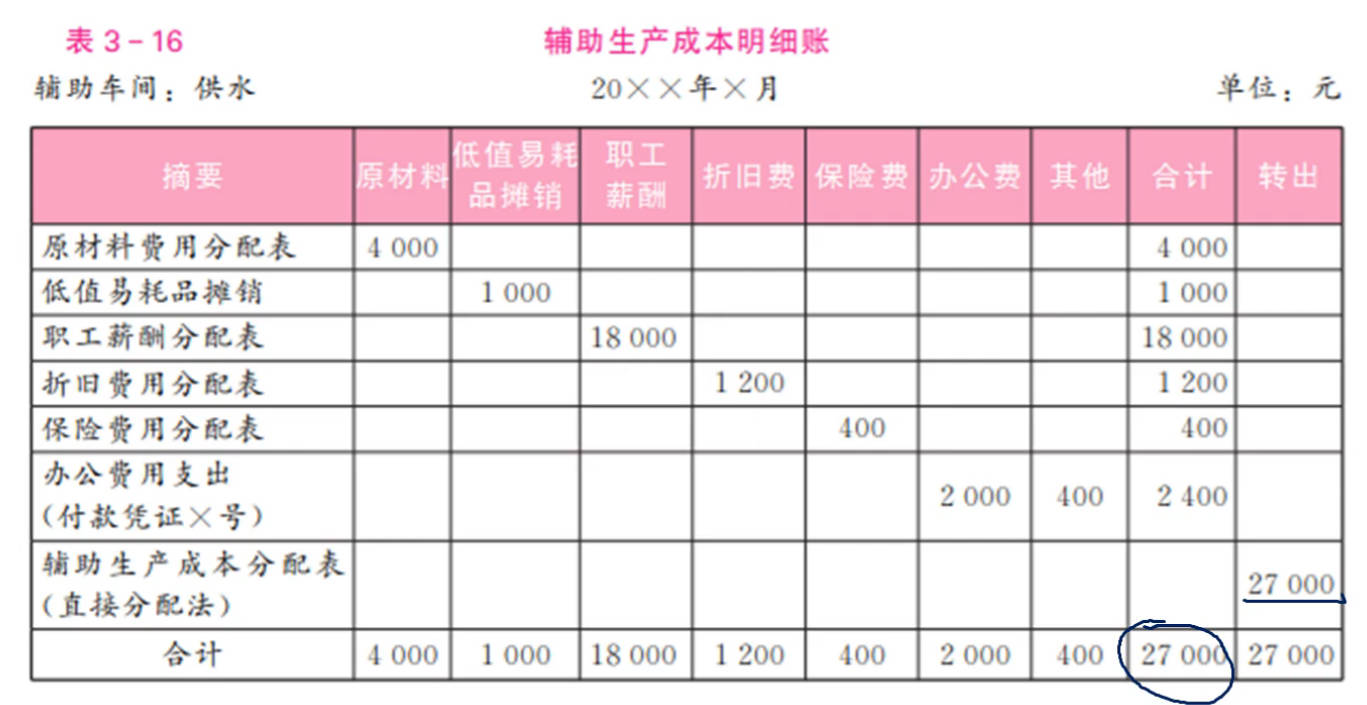 表 3-16 辅助生产成本明细账
辅助车间：供水 20××年×月 单位：元
摘要 原材料 低值易耗品摊销 职工薪酬 折旧费 保险费 办公费 其他 合计 转出
原材料费用分配表 4 000 4 000
低值易耗品摊销 1 000 1 000
职工薪酬分配表 18 000 18 000
折旧费用分配表 1 200 1 200
保险费用分配表 400 400
办公费用支出
(付款凭证×号) 2 000 400 2 400
辅助生产成本分配表
(直接分配法) 27 000
合计 4 000 1 000 18 000 1 200 400 2 000 400 27 000 27 000